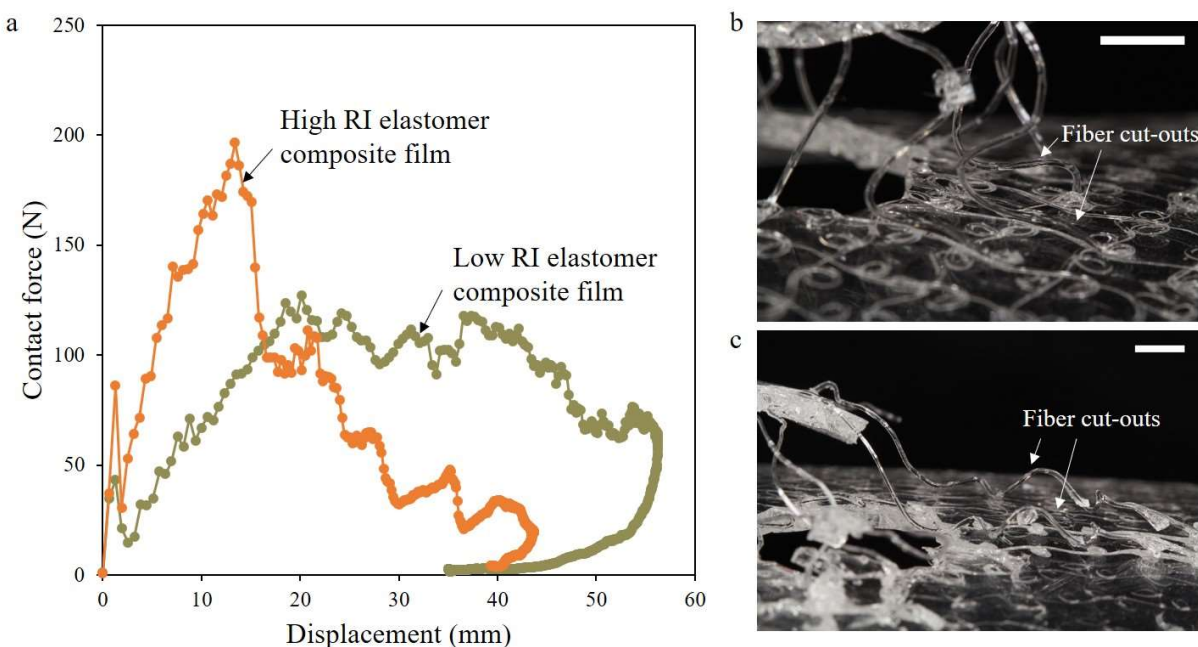 a
250
200
150
100
50
0
Contact force (N)
High RI elastomer
composite film
Low RI elastomer
composite film
0 10 20 30 40 50 60
Displacement (mm)
b
Fiber cut-outs
c
Fiber cut-outs